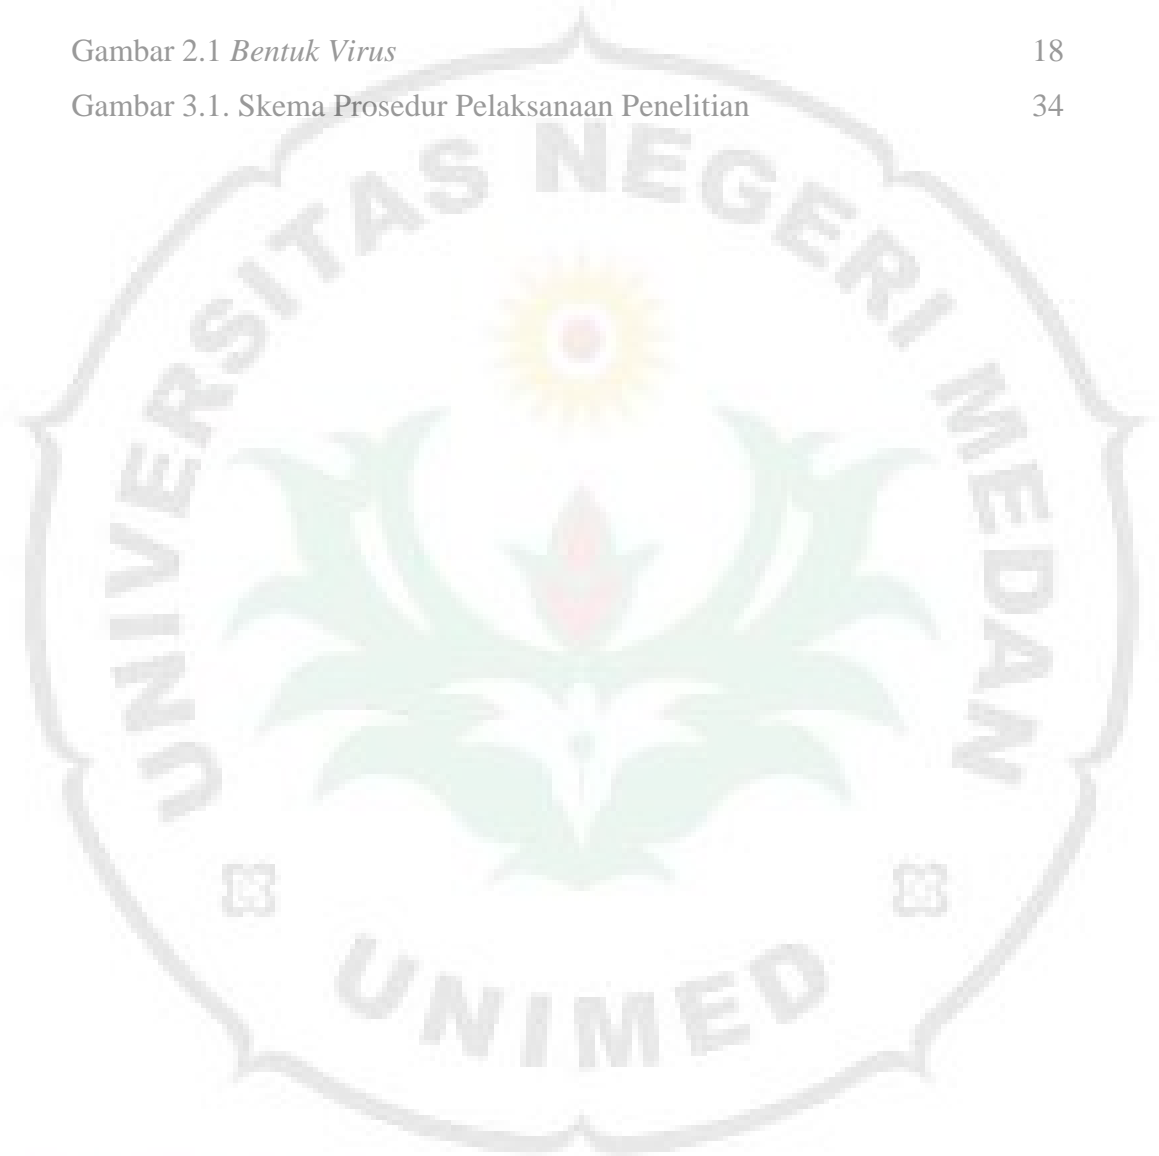 Gambar 2.1 Bentuk Virus 18
Gambar 3.1. Skema Prosedur Pelaksanaan Penelitian 34
UNIVERSITAS NEGERI MEDAN
UNIMED